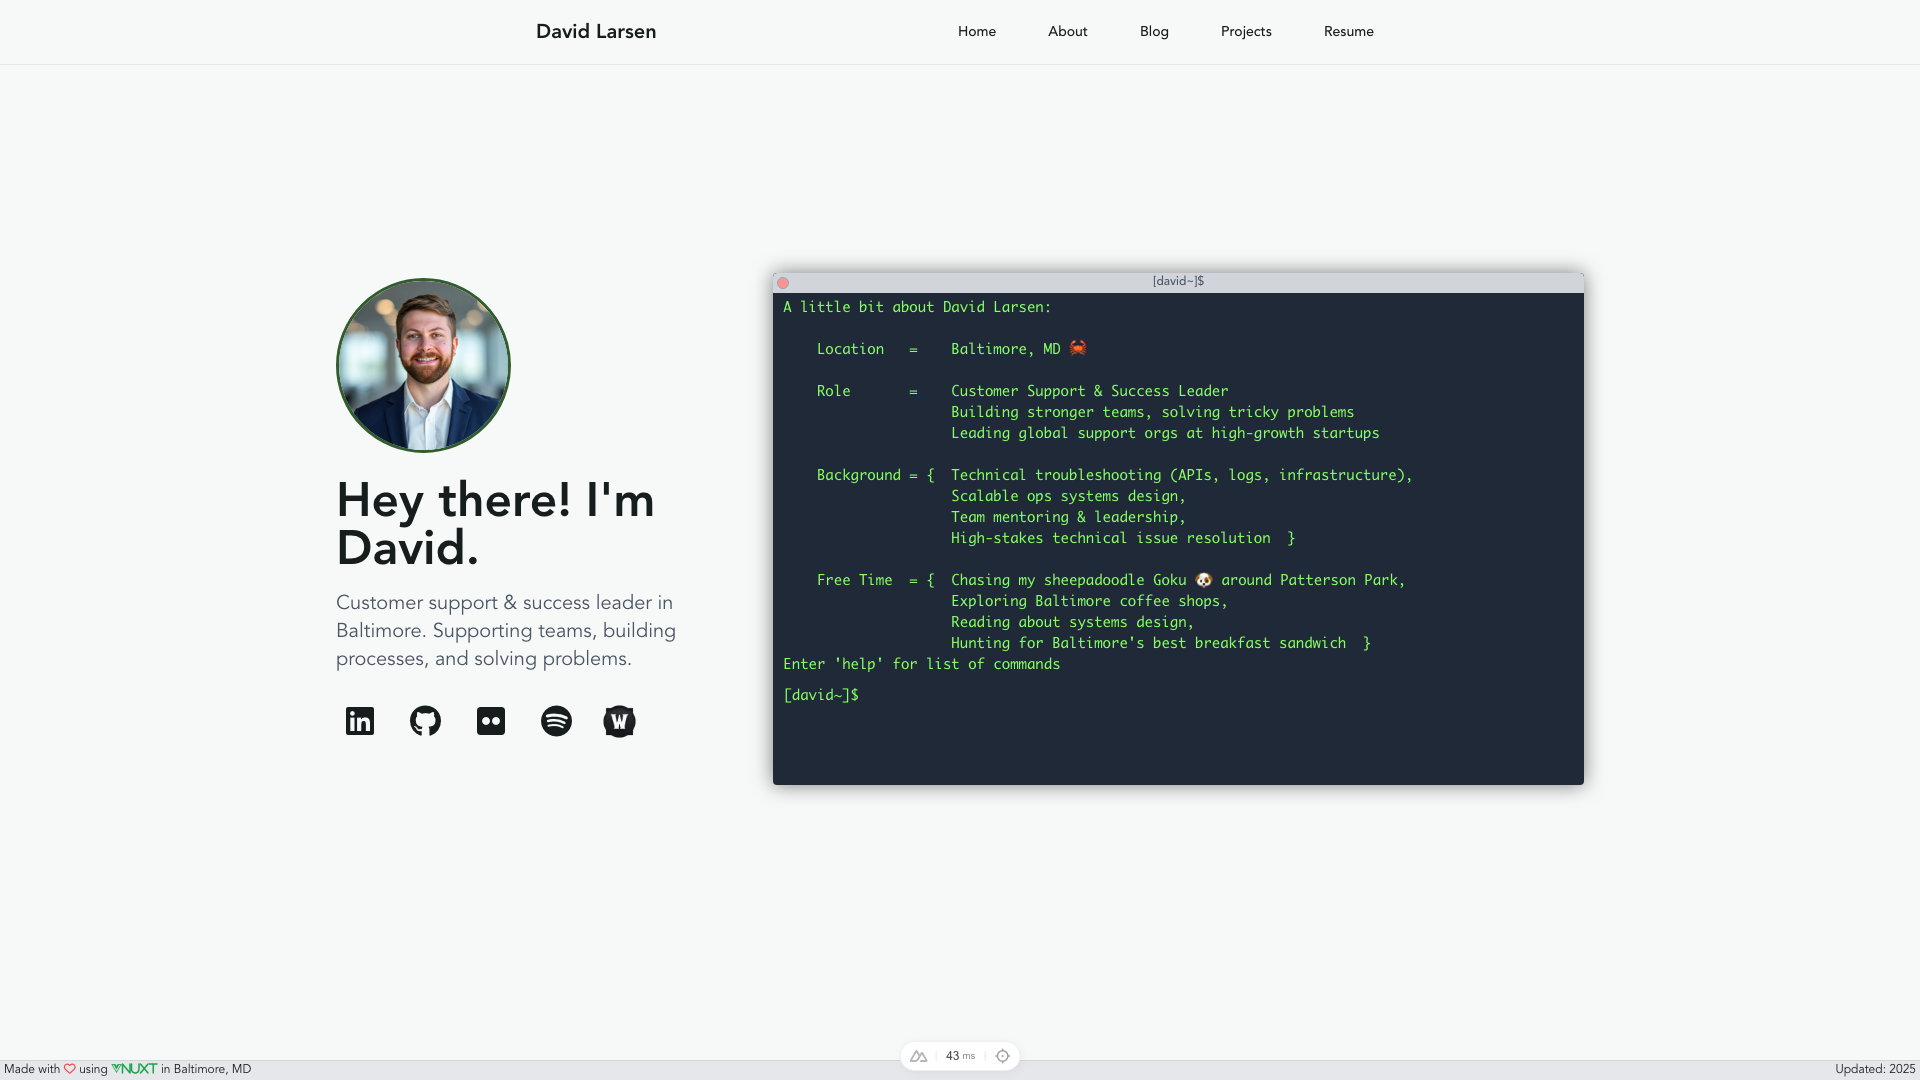 David Larsen
Home About Blog Projects Resume
Hey there! I'm
David.
Customer support & success leader in
Baltimore. Supporting teams, building
processes, and solving problems.
in
W
[david~]$
A little bit about David Larsen:
Location = Baltimore, MD 🦀
Role = Customer Support & Success Leader
Building stronger teams, solving tricky problems
Leading global support orgs at high-growth startups
Background = { Technical troubleshooting (APIs, logs, infrastructure),
Scalable ops systems design,
Team mentoring & leadership,
High-stakes technical issue resolution }
Free Time = { Chasing my sheepadoodle Goku 🐶 around Patterson Park,
Exploring Baltimore coffee shops,
Reading about systems design,
Hunting for Baltimore's best breakfast sandwich }
Enter 'help' for list of commands
[david~]$
Made with ♡ using NUXT in Baltimore, MD
43 ms
Updated: 2025